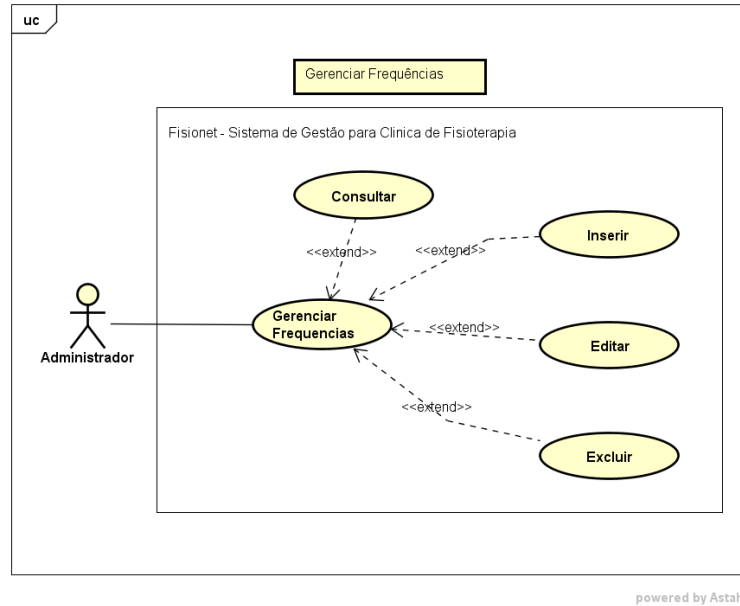 uc
Gerenciar Frequências
Fisionet - Sistema de Gestão para Clinica de Fisioterapia
Consultar
<<extend>>
<<extend>>
Inserir
Gerenciar
Frequencias
<<extend>>
Editar
Administrador
<<extend>>
Excluir
powered by Astah